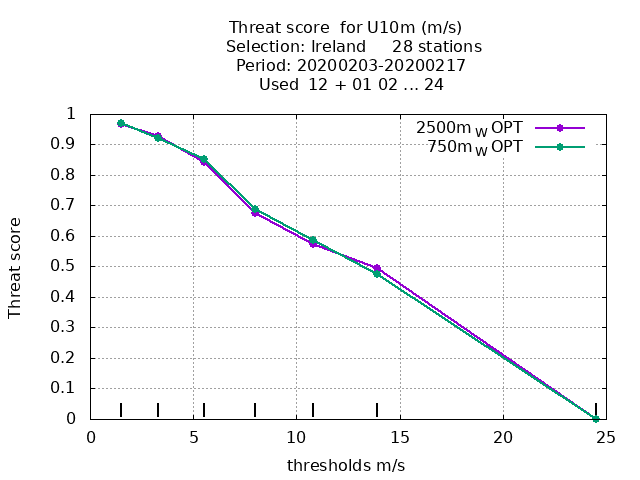 Threat score  for U10m (m/s)
Selection: Ireland     28 stations
Period: 20200203-20200217
Used  12 + 01 02 ... 24
2500m W OPT
750m W OPT
1
0.9
0.8
0.7
0.6
0.5
0.4
0.3
0.2
0.1
0
Threat score
0 5 10 15 20 25
thresholds m/s